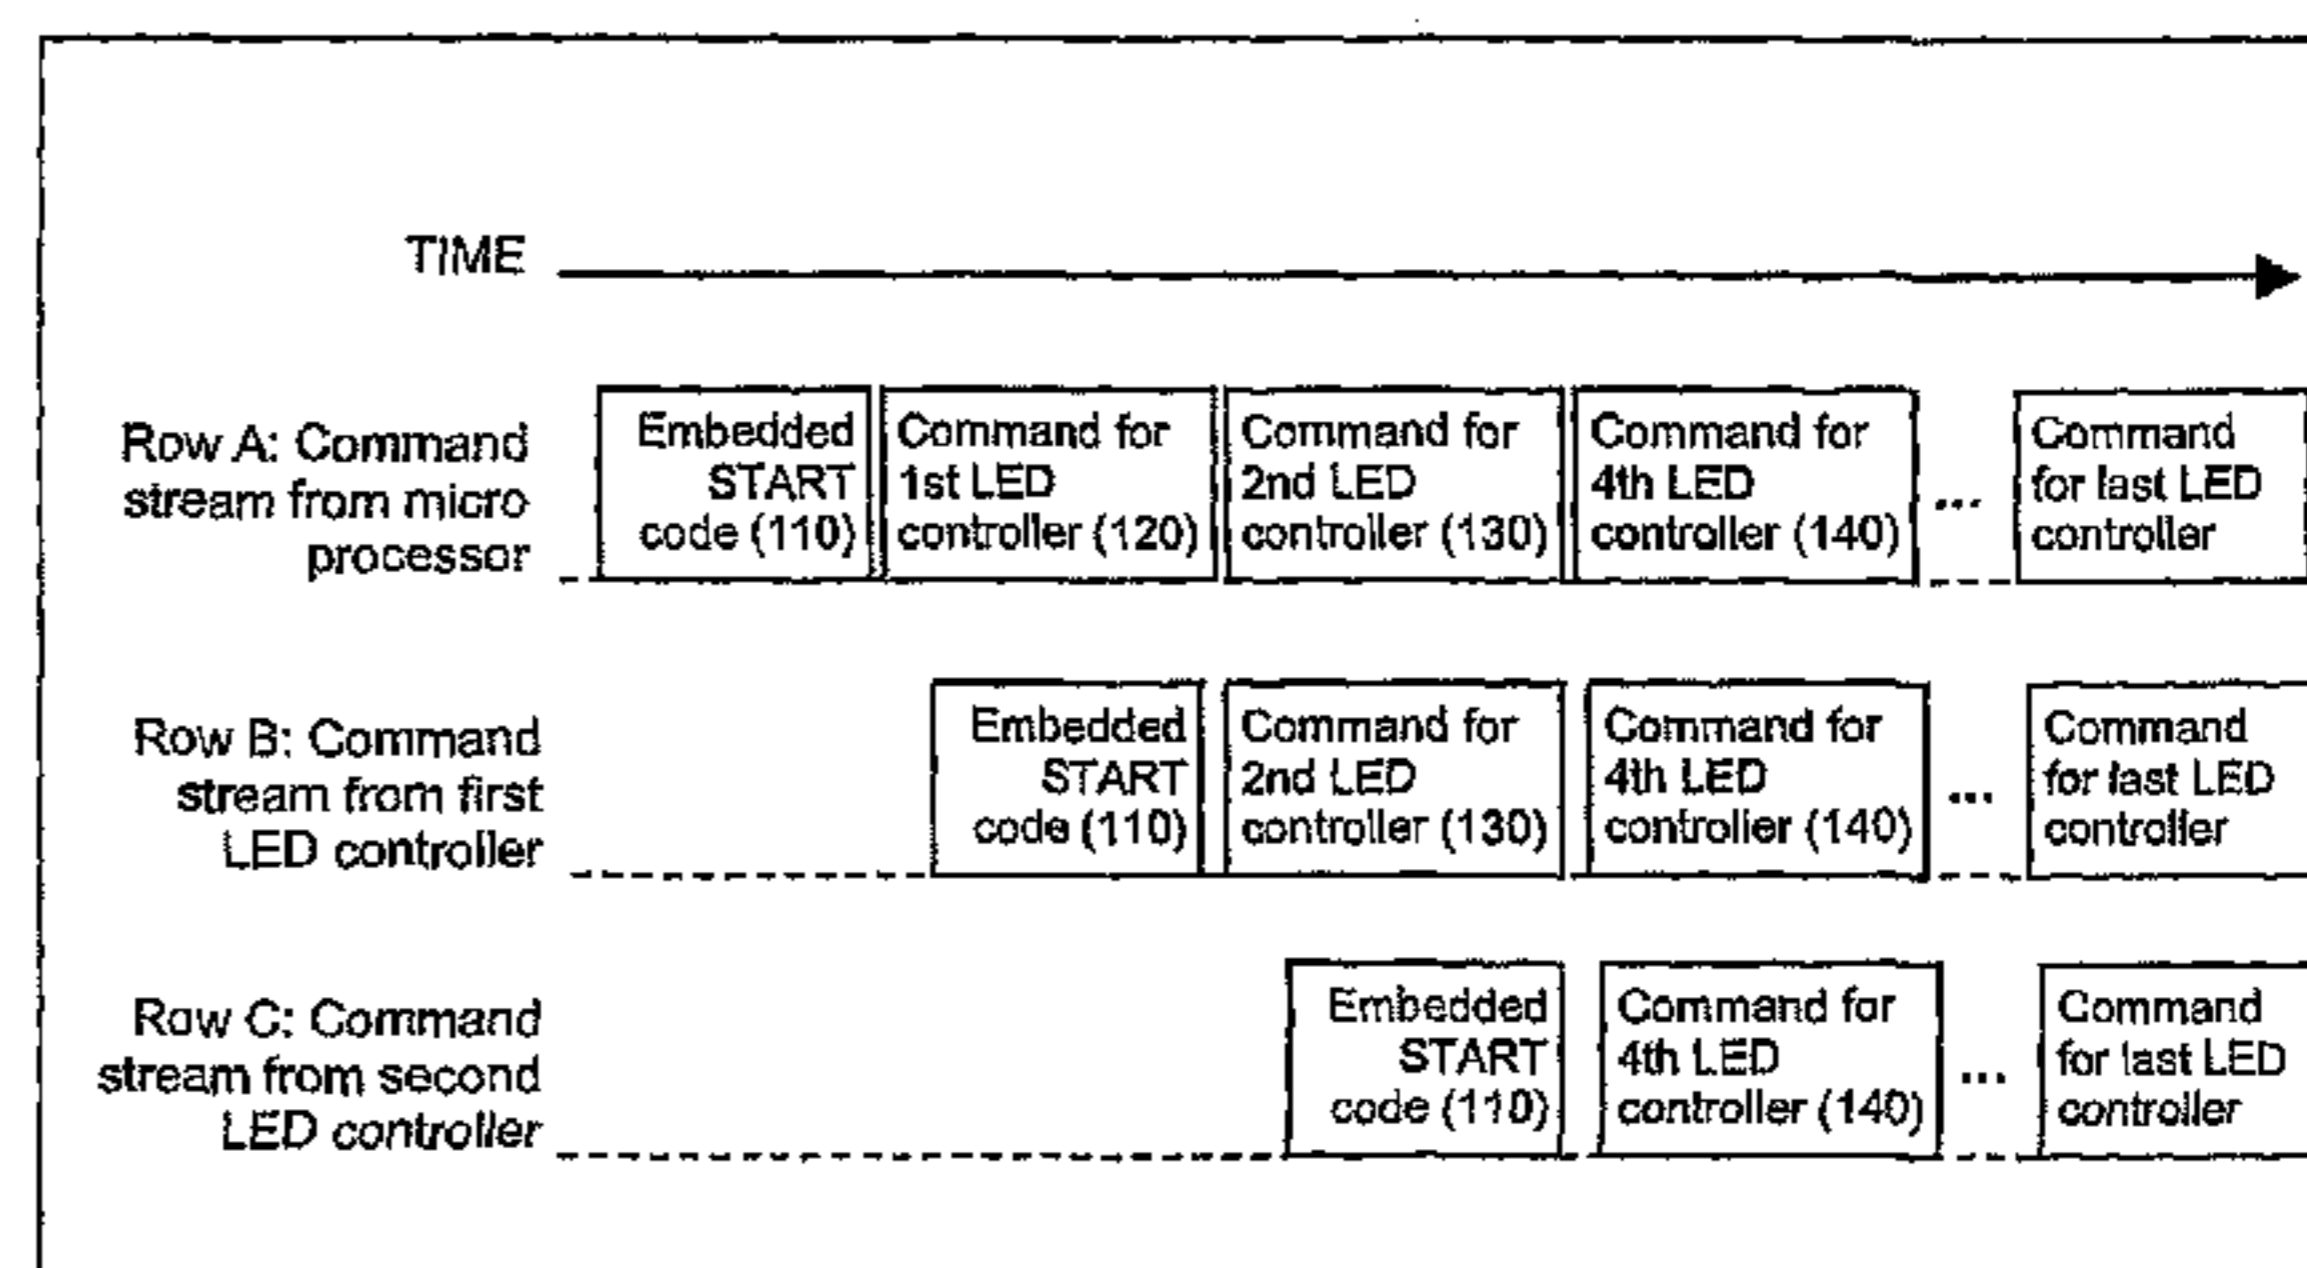 TIME
Row A: Command
stream from micro
processor
Embedded
START
code (110)
Command for
1st LED
controller (120)
Command for
2nd LED
controller (130)
Command for
4th LED
controller (140)
...
Command
for last LED
controller
Row B: Command
stream from first
LED controller
Embedded
START
code (110)
Command for
2nd LED
controller (130)
Command for
4th LED
controller (140)
...
Command
for last LED
controller
Row C: Command
stream from second
LED controller
Embedded
START
code (110)
Command for
4th LED
controller (140)
...
Command
for last LED
controller